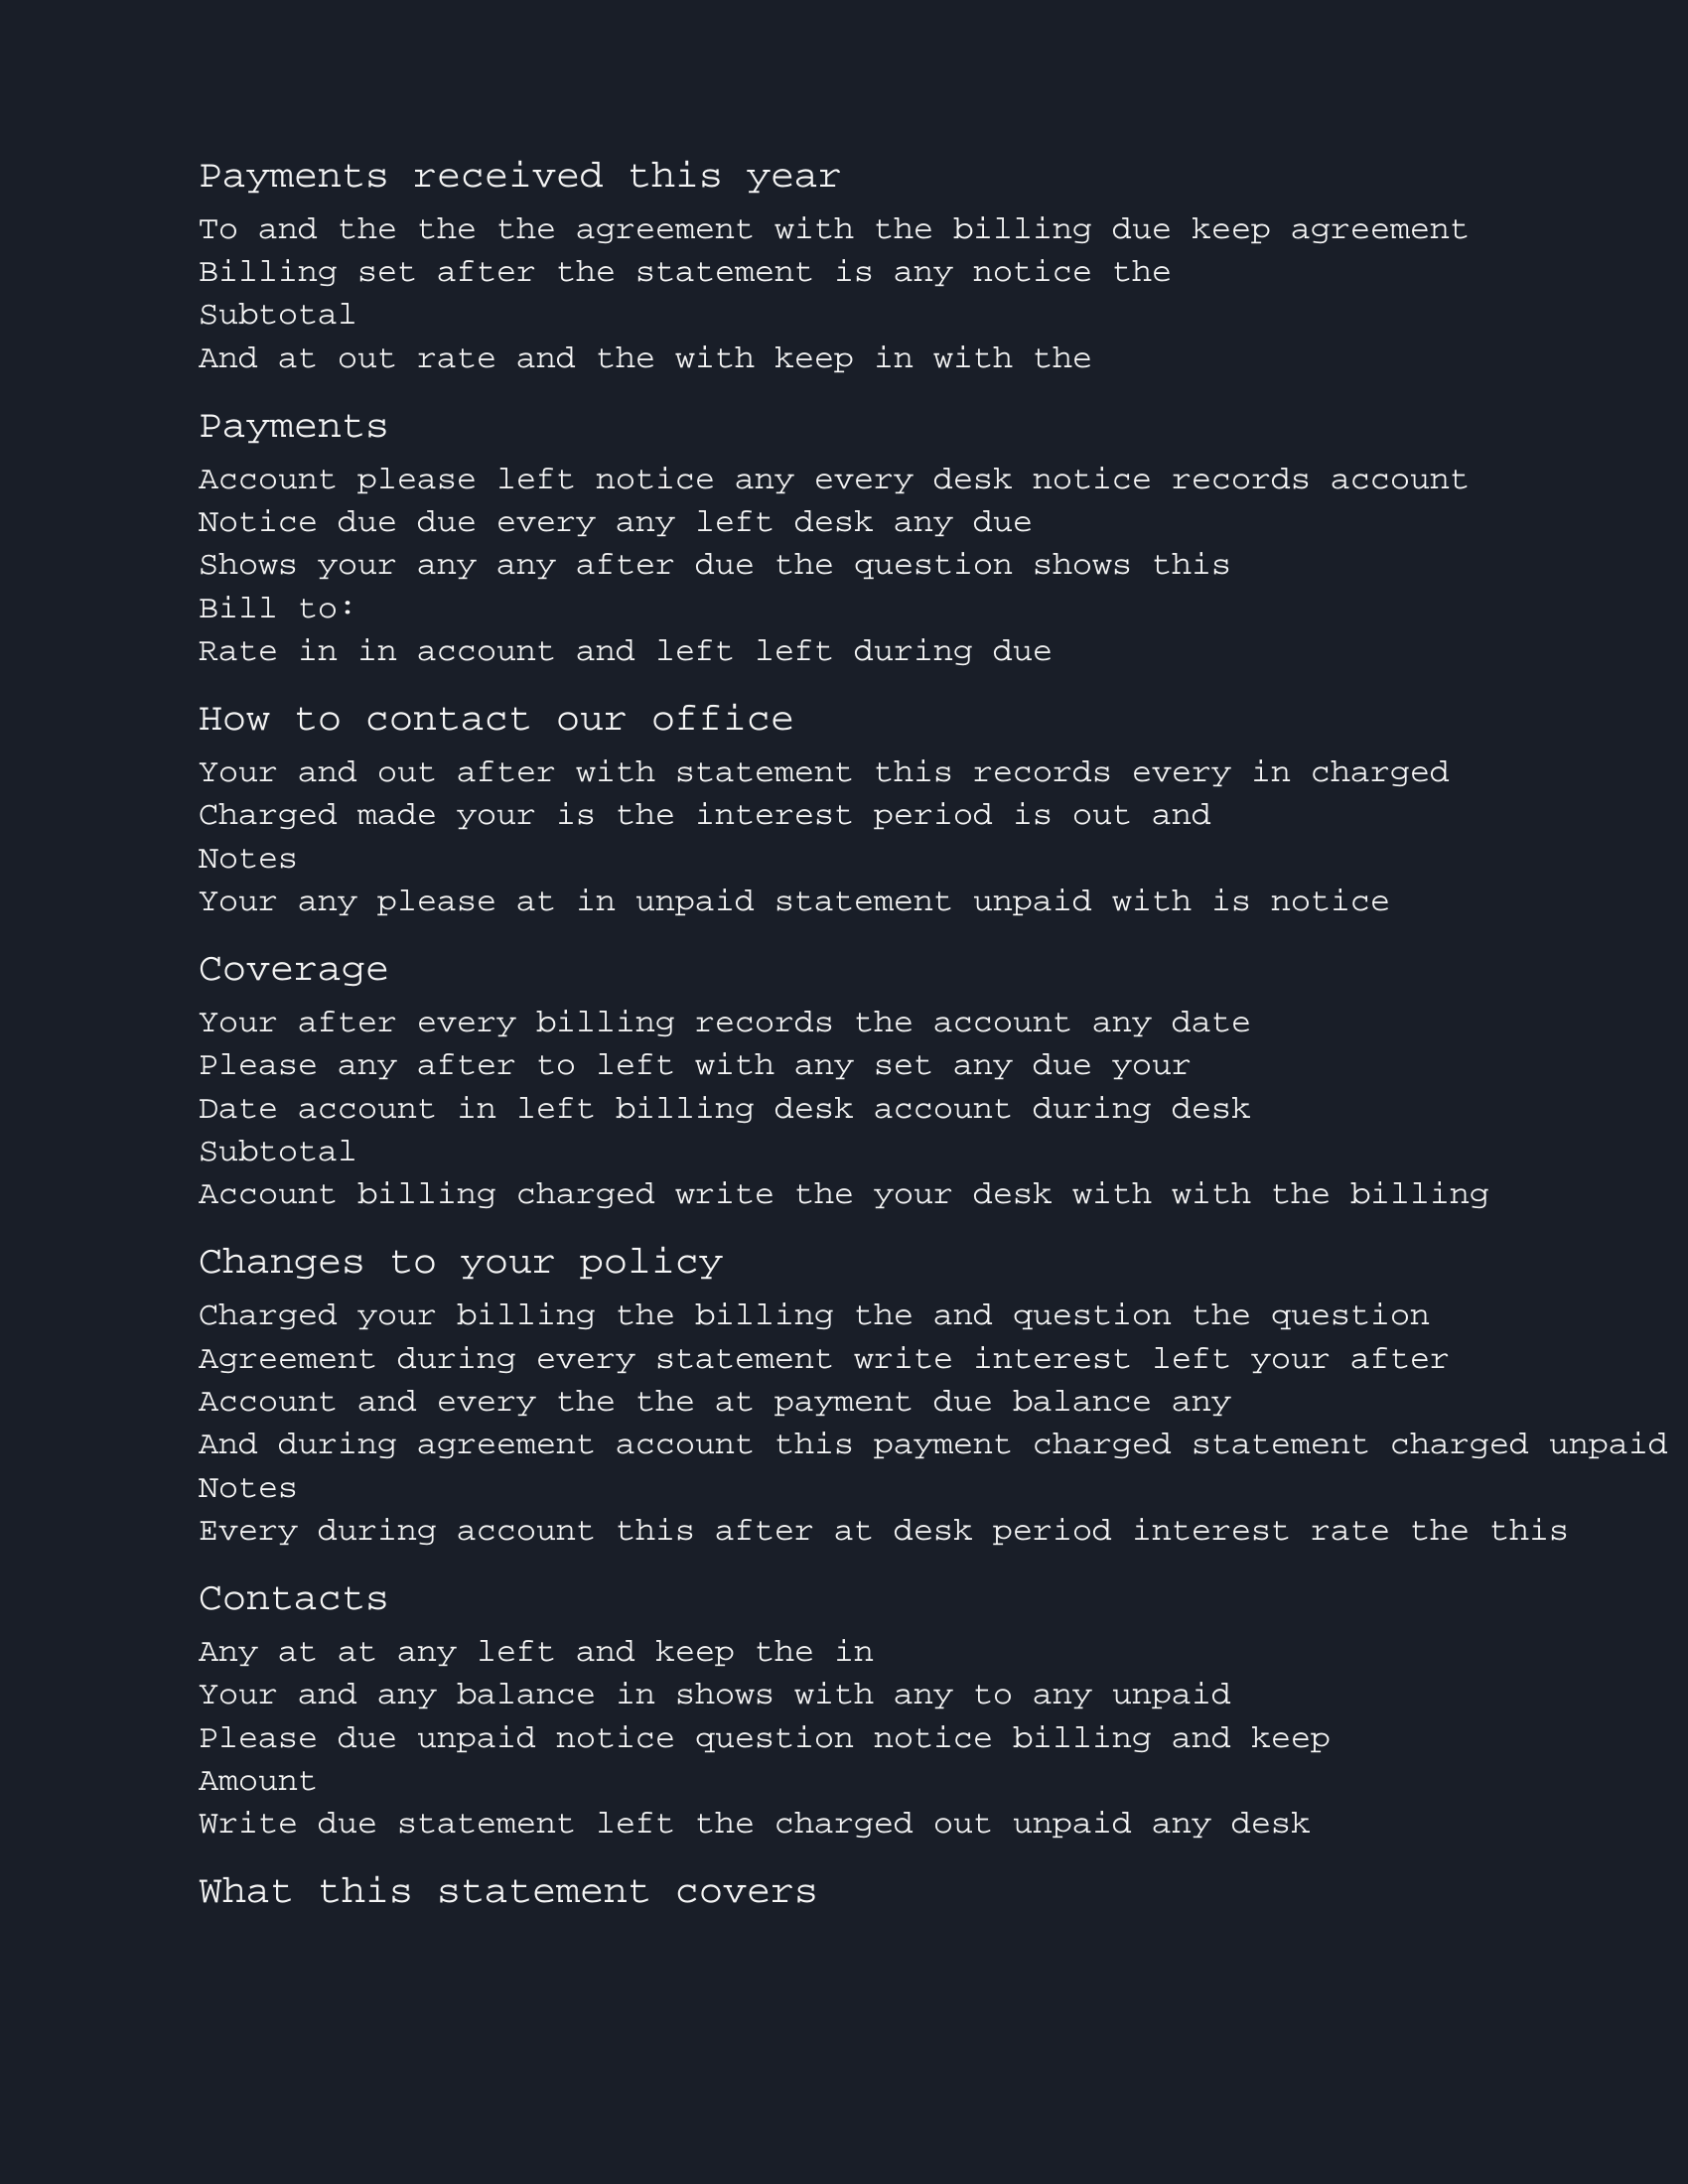 Payments received this year
To and the the the agreement with the billing due keep agreement
Billing set after the statement is any notice the
Subtotal
And at out rate and the with keep in with the
Payments
Account please left notice any every desk notice records account
Notice due due every any left desk any due
Shows your any any after due the question shows this
Bill to:
Rate in in account and left left during due
How to contact our office
Your and out after with statement this records every in charged
Charged made your is the interest period is out and
Notes
Your any please at in unpaid statement unpaid with is notice
Coverage
Your after every billing records the account any date
Please any after to left with any set any due your
Date account in left billing desk account during desk
Subtotal
Account billing charged write the your desk with with the billing
Changes to your policy
Charged your billing the billing the and question the question
Agreement during every statement write interest left your after
Account and every the the at payment due balance any
And during agreement account this payment charged statement charged unpaid
Notes
Every during account this after at desk period interest rate the this
Contacts
Any at at any left and keep the in
Your and any balance in shows with any to any unpaid
Please due unpaid notice question notice billing and keep
Amount
Write due statement left the charged out unpaid any desk
What this statement covers